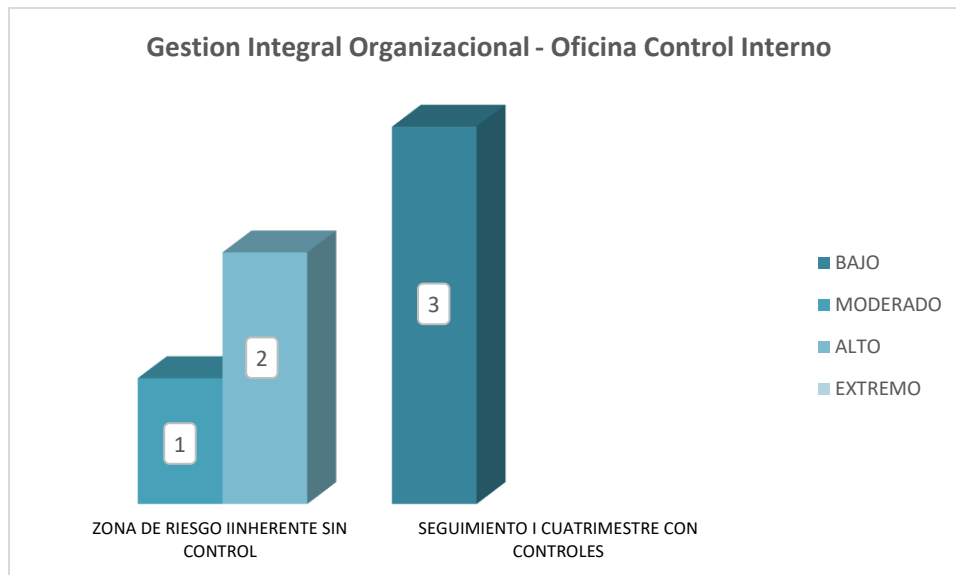 Gestion Integral Organizacional - Oficina Control Interno
3
2
1
BAJO
MODERADO
ALTO
EXTREMO
ZONA DE RIESGO IINHERENTE SIN
CONTROL
SEGUIMIENTO I CUATRIMESTRE CON
CONTROLES